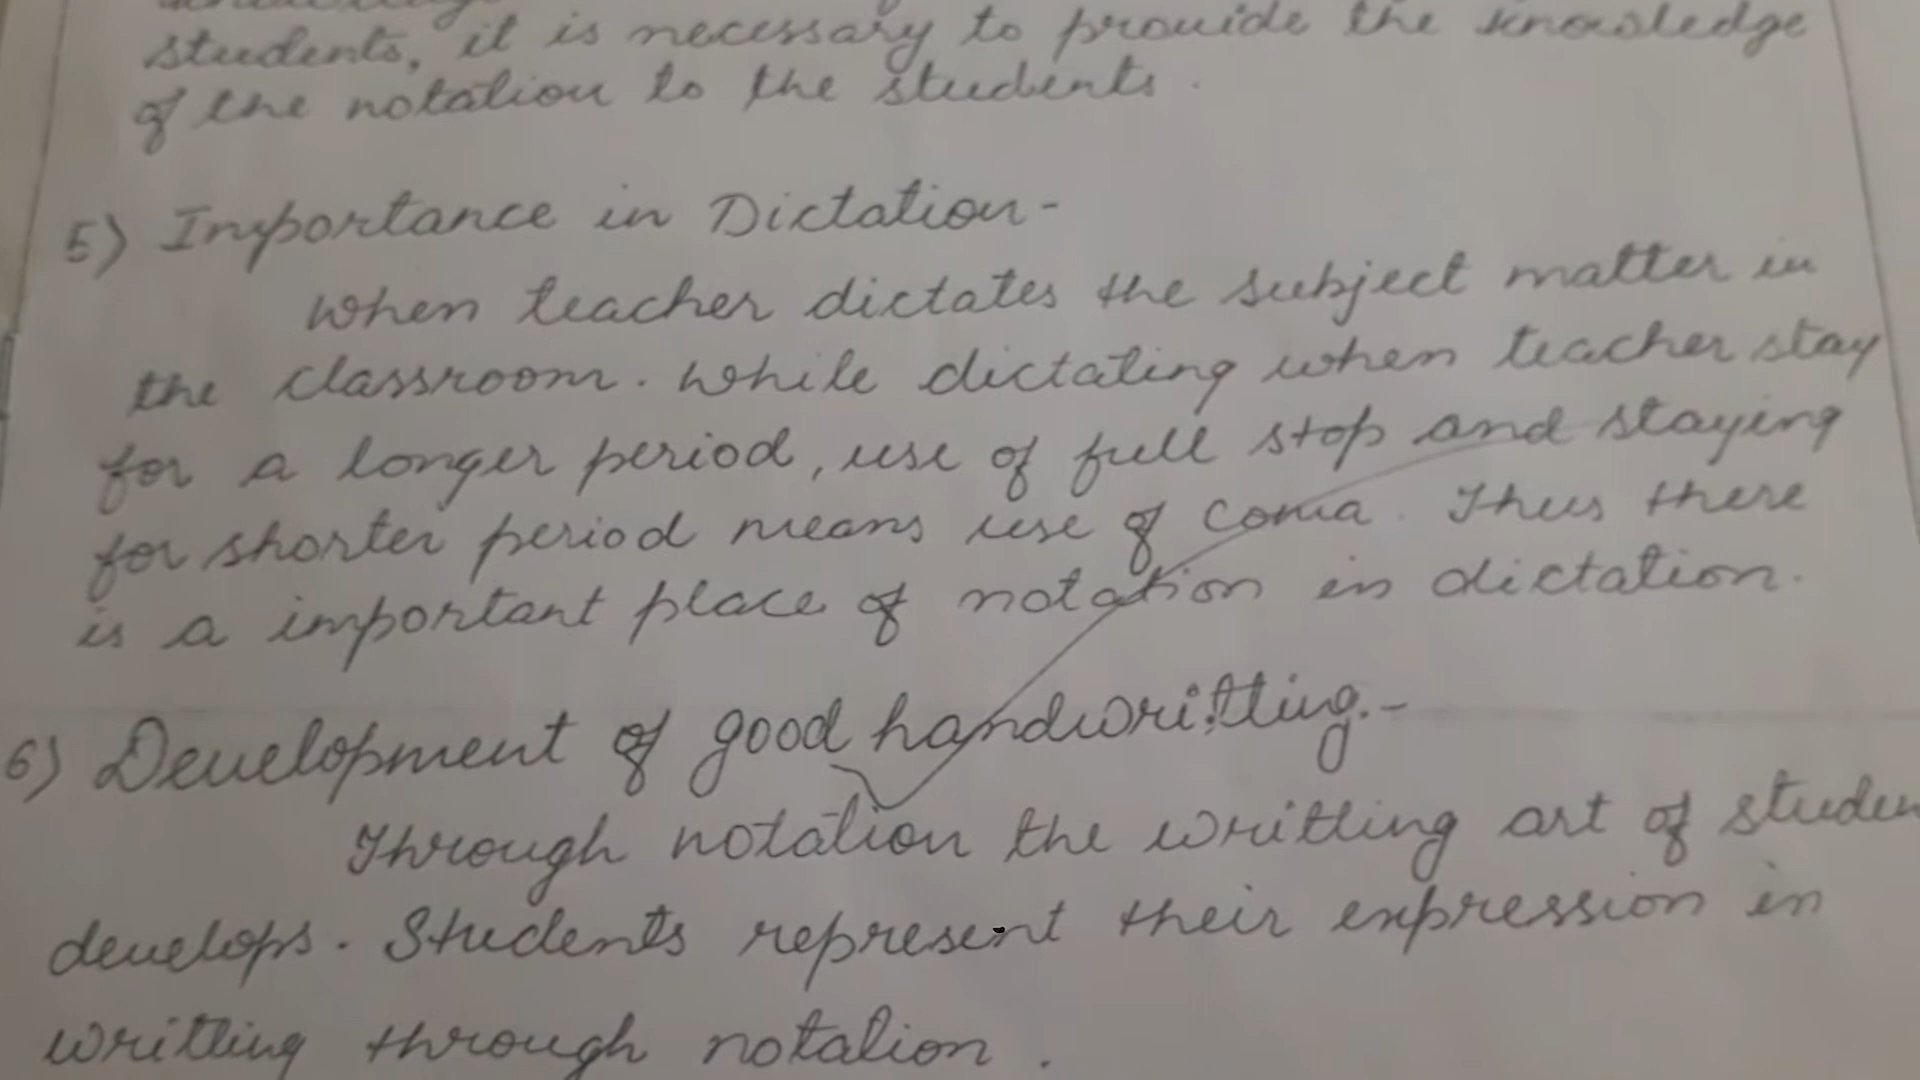 students, it is necessary to provide the knowledge
of the notation to the students.
5) Importance in Dictation-
When teacher dictates the subject matter in
the classroom. While dictating when teacher stay
for a longer period, use of full stop and staying
for shorter period means use of coma. Thus there
is a important place of notation in dictation.
6) Development of good handwritting.-
Through notation the writting art of studen
develops. Students represent their expression in
writting through notation.